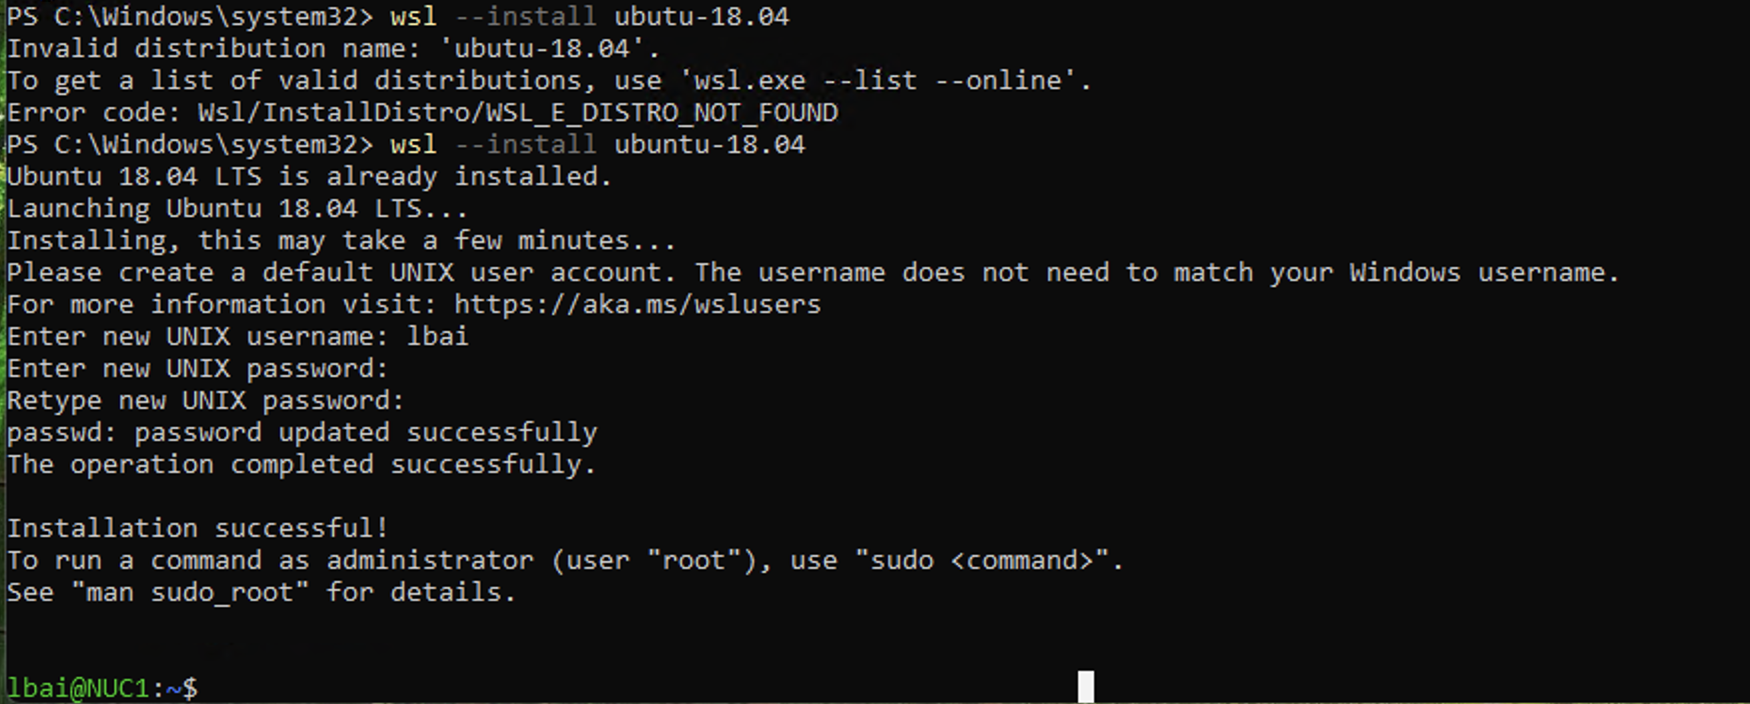 PS C:\Windows\system32> wsl --install ubutu-18.04
Invalid distribution name: 'ubutu-18.04'.
To get a list of valid distributions, use 'wsl.exe --list --online'.
Error code: Wsl/InstallDistro/WSL_E_DISTRO_NOT_FOUND
PS C:\Windows\system32> wsl --install ubuntu-18.04
Ubuntu 18.04 LTS is already installed.
Launching Ubuntu 18.04 LTS...
Installing, this may take a few minutes...
Please create a default UNIX user account. The username does not need to match your Windows username.
For more information visit: https://aka.ms/wslusers
Enter new UNIX username: lbai
Enter new UNIX password:
Retype new UNIX password:
passwd: password updated successfully
The operation completed successfully.
Installation successful!
To run a command as administrator (user "root"), use "sudo <command>".
See "man sudo_root" for details.
lbai@NUC1:~$